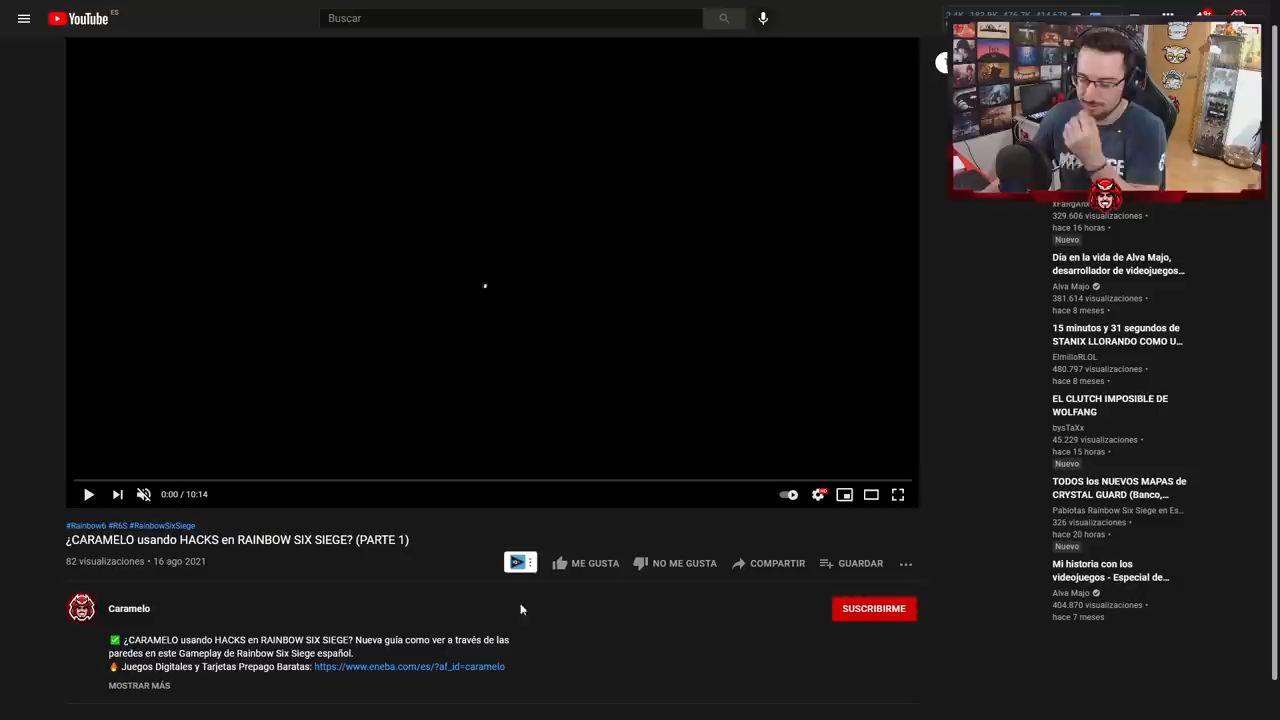 YouTube ES
Buscar
9+
0:00 / 10:14
HD
#Rainbow6 #R6S #RainbowSixSiege
¿CARAMELO usando HACKS en RAINBOW SIX SIEGE? (PARTE 1)
82 visualizaciones • 16 ago 2021
ME GUSTA
NO ME GUSTA
COMPARTIR
GUARDAR
Caramelo
SUSCRIBIRME
✅ ¿CARAMELO usando HACKS en RAINBOW SIX SIEGE? Nueva guía como ver a través de las
paredes en este Gameplay de Rainbow Six Siege español.
🔥 Juegos Digitales y Tarjetas Prepago Baratas: https://www.eneba.com/es/?af_id=caramelo
MOSTRAR MÁS
329.606 visualizaciones •
hace 16 horas •
Nuevo
Día en la vida de Alva Majo,
desarrollador de videojuegos...
Alva Majo
381.614 visualizaciones •
hace 8 meses •
15 minutos y 31 segundos de
STANIX LLORANDO COMO U...
ElmilloRLOL
480.797 visualizaciones •
hace 8 meses •
EL CLUTCH IMPOSIBLE DE
WOLFANG
bysTaXx
45.229 visualizaciones •
hace 15 horas •
Nuevo
TODOS los NUEVOS MAPAS de
CRYSTAL GUARD (Banco,...
Pabiotas Rainbow Six Siege en Es...
326 visualizaciones •
hace 20 horas •
Nuevo
Mi historia con los
videojuegos - Especial de...
Alva Majo
404.870 visualizaciones •
hace 7 meses •